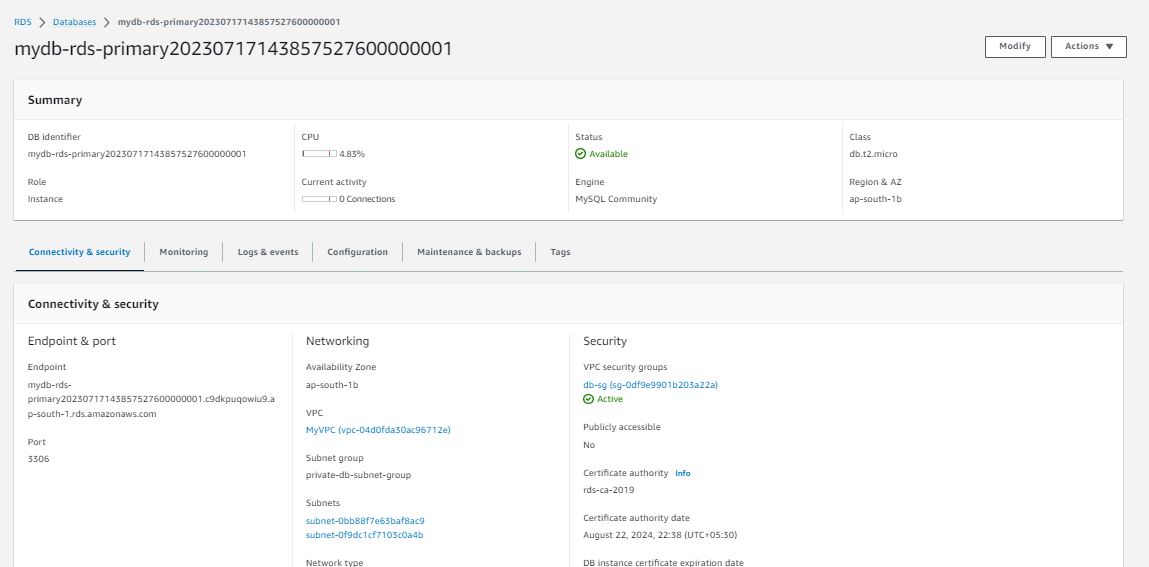 RDS > Databases > mydb-rds-primary20230717143857527600000001
mydb-rds-primary20230717143857527600000001
Modify
Actions ▼
Summary
DB identifier
mydb-rds-primary20230717143857527600000001
CPU
4.83%
Status
Available
Class
db.t2.micro
Role
Instance
Current activity
0 Connections
Engine
MySQL Community
Region & AZ
ap-south-1b
Connectivity & security
Monitoring
Logs & events
Configuration
Maintenance & backups
Tags
Connectivity & security
Endpoint & port
Endpoint
mydb-rds-
primary20230717143857527600000001.c9dkpuqowiu9.a
p-south-1.rds.amazonaws.com
Port
3306
Networking
Availability Zone
ap-south-1b
VPC
MyVPC (vpc-04d0fda30ac96712e)
Subnet group
private-db-subnet-group
Subnets
subnet-0bb88f7e63baf8ac9
subnet-0f9dc1cf7103c0a4b
Network type
Security
VPC security groups
db-sg (sg-0df9e9901b203a22a)
Active
Publicly accessible
No
Certificate authority Info
rds-ca-2019
Certificate authority date
August 22, 2024, 22:38 (UTC+05:30)
DB instance certificate expiration date